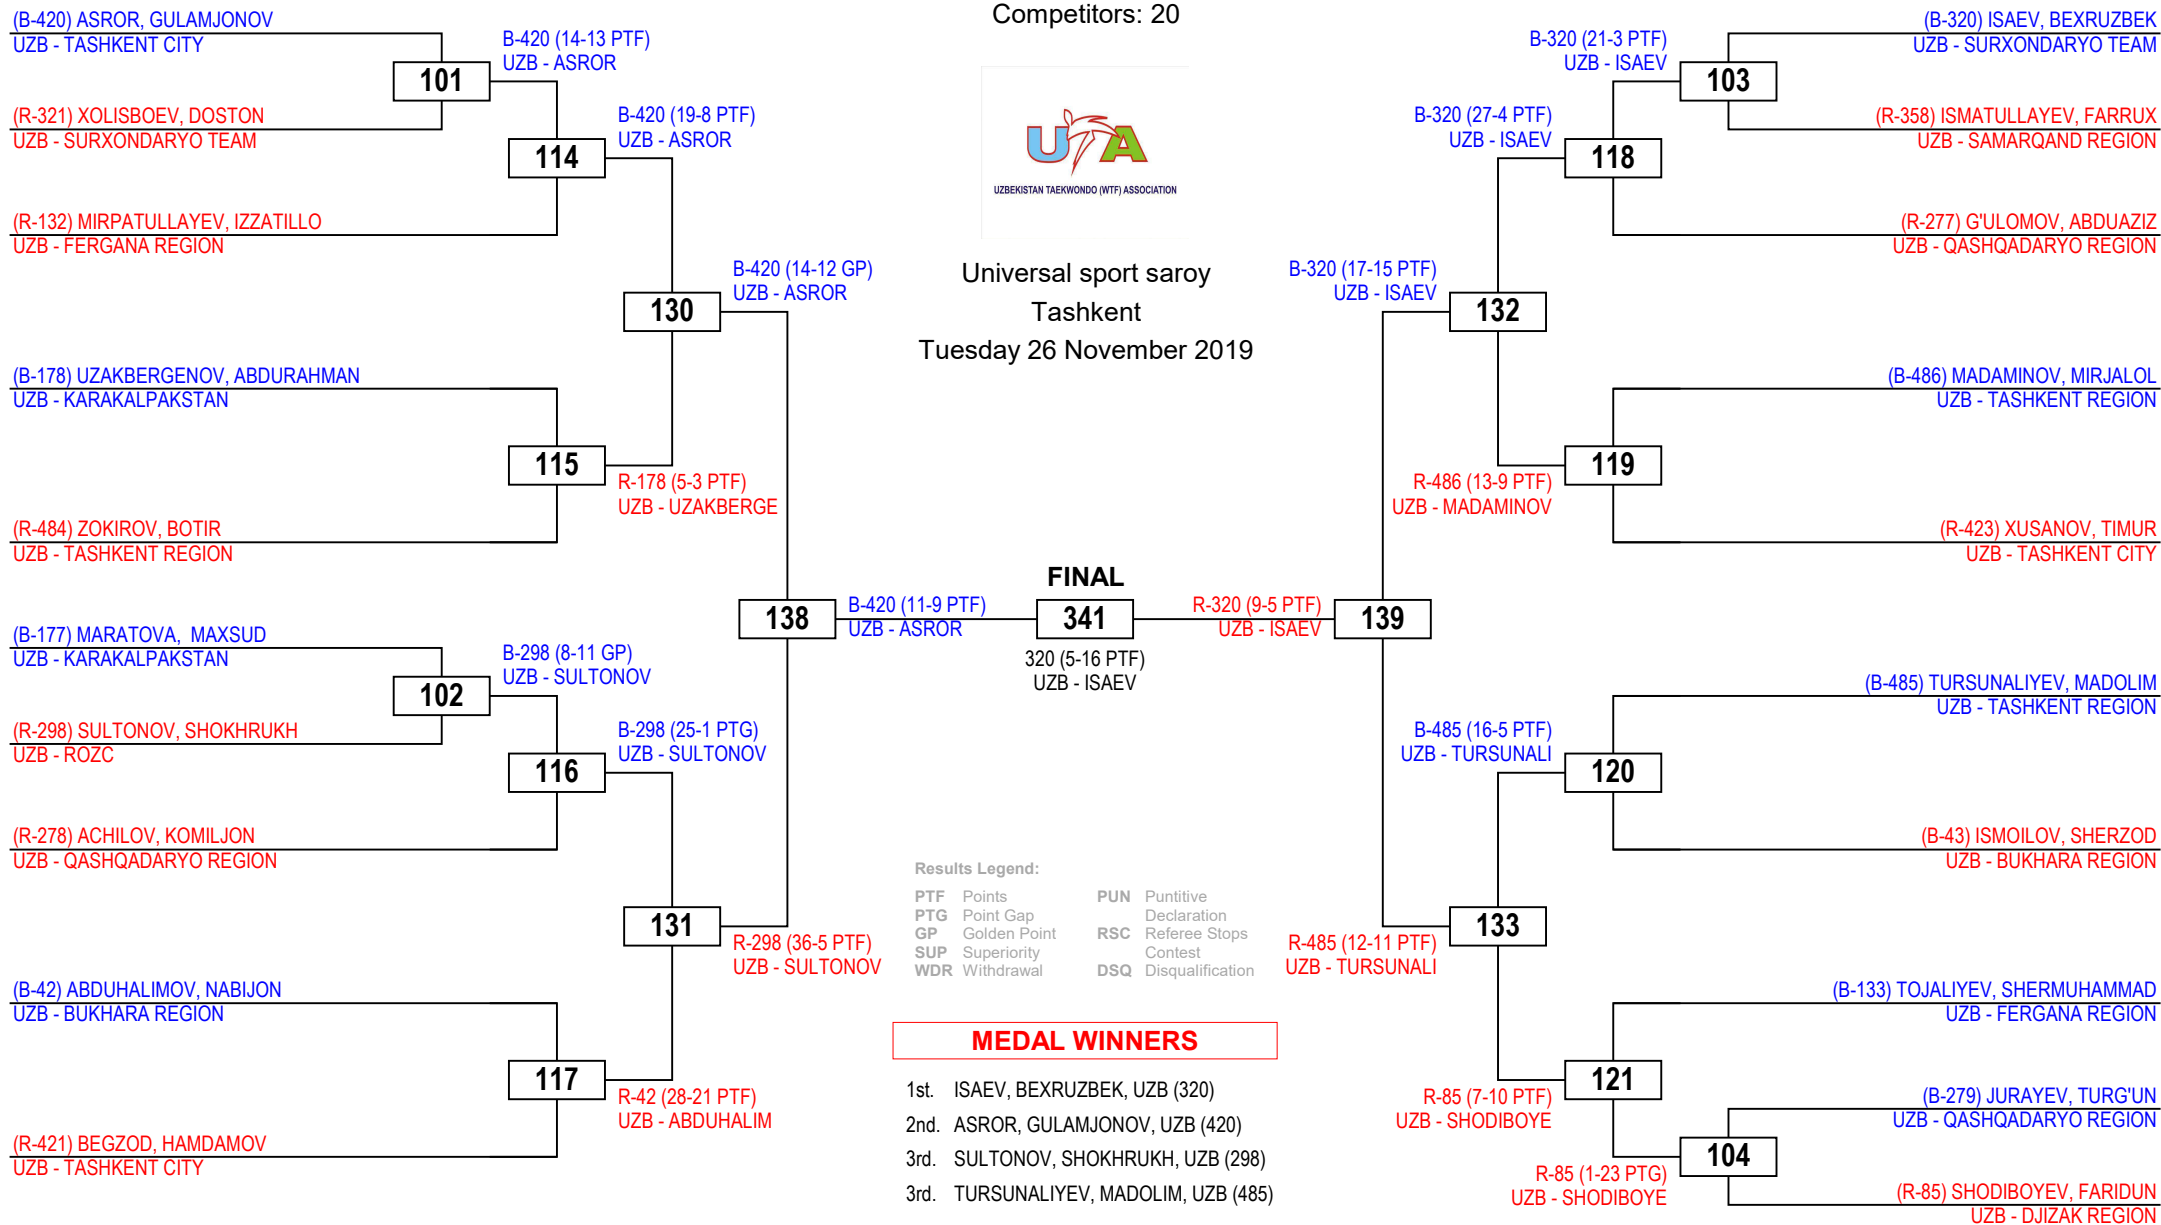 Competitors: 20
UTA
UZBEKISTAN TAEKWONDO (WTF) ASSOCIATION
Universal sport saroy
Tashkent
Tuesday 26 November 2019
(B-420) ASROR, GULAMJONOV
UZB - TASHKENT CITY
101
(R-321) XOLISBOEV, DOSTON
UZB - SURXONDARYO TEAM
B-420 (14-13 PTF)
UZB - ASROR
114
(R-132) MIRPATULLAYEV, IZZATILLO
UZB - FERGANA REGION
B-420 (19-8 PTF)
UZB - ASROR
130
B-420 (14-12 GP)
UZB - ASROR
(B-178) UZAKBERGENOV, ABDURAHMAN
UZB - KARAKALPAKSTAN
115
R-178 (5-3 PTF)
UZB - UZAKBERGE
(R-484) ZOKIROV, BOTIR
UZB - TASHKENT REGION
138
B-420 (11-9 PTF)
UZB - ASROR
(B-177) MARATOVA,  MAXSUD
UZB - KARAKALPAKSTAN
102
(R-298) SULTONOV, SHOKHRUKH
UZB - ROZC
B-298 (8-11 GP)
UZB - SULTONOV
116
(R-278) ACHILOV, KOMILJON
UZB - QASHQADARYO REGION
B-298 (25-1 PTG)
UZB - SULTONOV
131
R-298 (36-5 PTF)
UZB - SULTONOV
(B-42) ABDUHALIMOV, NABIJON
UZB - BUKHARA REGION
117
R-42 (28-21 PTF)
UZB - ABDUHALIM
(R-421) BEGZOD, HAMDAMOV
UZB - TASHKENT CITY
FINAL
341
320 (5-16 PTF)
UZB - ISAEV
(B-320) ISAEV, BEXRUZBEK
UZB - SURXONDARYO TEAM
103
(R-358) ISMATULLAYEV, FARRUX
UZB - SAMARQAND REGION
B-320 (21-3 PTF)
UZB - ISAEV
118
(R-277) G'ULOMOV, ABDUAZIZ
UZB - QASHQADARYO REGION
B-320 (27-4 PTF)
UZB - ISAEV
132
B-320 (17-15 PTF)
UZB - ISAEV
(B-486) MADAMINOV, MIRJALOL
UZB - TASHKENT REGION
119
R-486 (13-9 PTF)
UZB - MADAMINOV
(R-423) XUSANOV, TIMUR
UZB - TASHKENT CITY
R-320 (9-5 PTF)
UZB - ISAEV
139
(B-485) TURSUNALIYEV, MADOLIM
UZB - TASHKENT REGION
B-485 (16-5 PTF)
UZB - TURSUNALI
120
(B-43) ISMOILOV, SHERZOD
UZB - BUKHARA REGION
133
R-485 (12-11 PTF)
UZB - TURSUNALI
(B-133) TOJALIYEV, SHERMUHAMMAD
UZB - FERGANA REGION
121
R-85 (7-10 PTF)
UZB - SHODIBOYE
(B-279) JURAYEV, TURG'UN
UZB - QASHQADARYO REGION
104
R-85 (1-23 PTG)
UZB - SHODIBOYE
(R-85) SHODIBOYEV, FARIDUN
UZB - DJIZAK REGION
Results Legend:
PTF Points
PTG Point Gap
GP Golden Point
SUP Superiority
WDR Withdrawal
PUN Puntitive
Declaration
RSC Referee Stops
Contest
DSQ Disqualification
MEDAL WINNERS
1st. ISAEV, BEXRUZBEK, UZB (320)
2nd. ASROR, GULAMJONOV, UZB (420)
3rd. SULTONOV, SHOKHRUKH, UZB (298)
3rd. TURSUNALIYEV, MADOLIM, UZB (485)